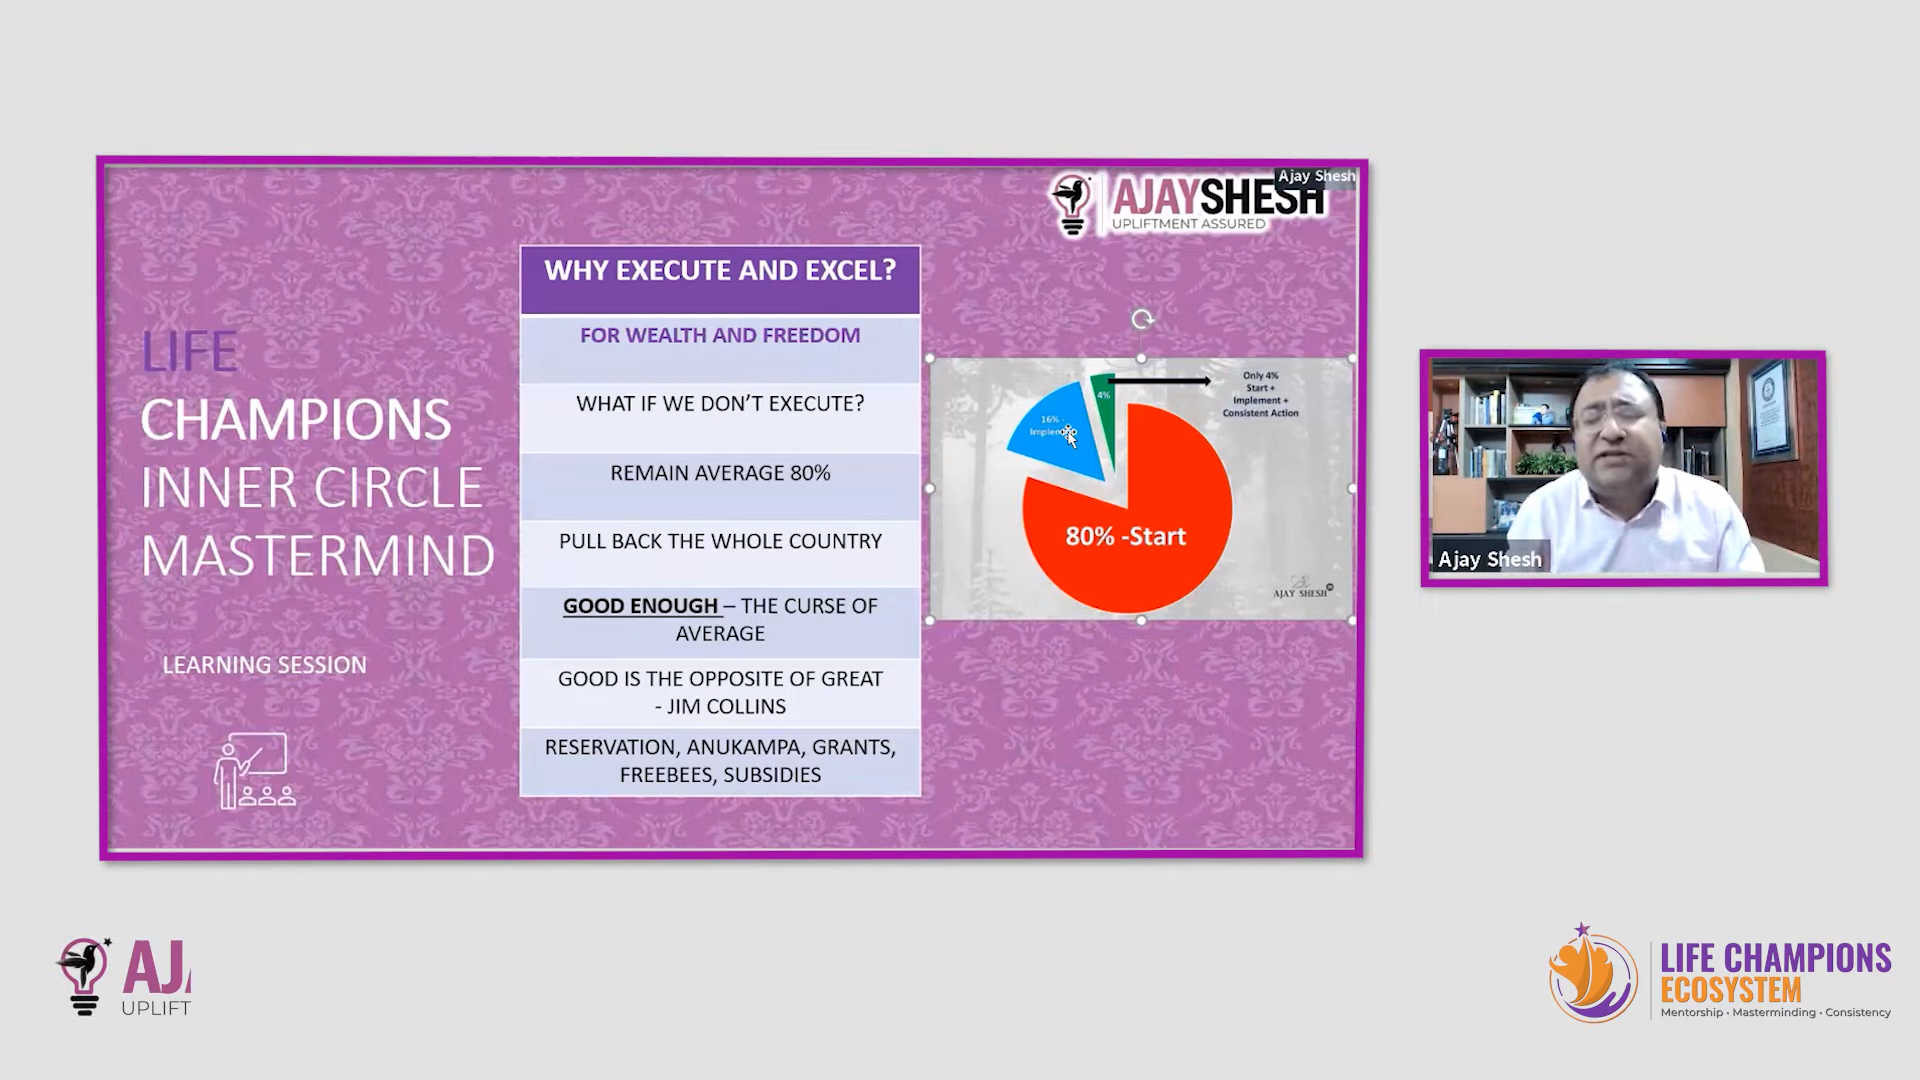 Ajay Shesh
AJAYSHESH
UPLIFTMENT ASSURED
WHY EXECUTE AND EXCEL?
FOR WEALTH AND FREEDOM
WHAT IF WE DON'T EXECUTE?
REMAIN AVERAGE 80%
PULL BACK THE WHOLE COUNTRY
GOOD ENOUGH – THE CURSE OF
AVERAGE
GOOD IS THE OPPOSITE OF GREAT
- JIM COLLINS
RESERVATION, ANUKAMPA, GRANTS,
FREEBEES, SUBSIDIES
LIFE
CHAMPIONS
INNER CIRCLE
MASTERMIND
LEARNING SESSION
Only 4%
Start +
Implement +
Consistent Action
4%
16% -
80% -Start
AJAY SHESH
Ajay Shesh
AJ
UPLIFT
LIFE CHAMPIONS
ECOSYSTEM
Mentorship • Masterminding • Consistency